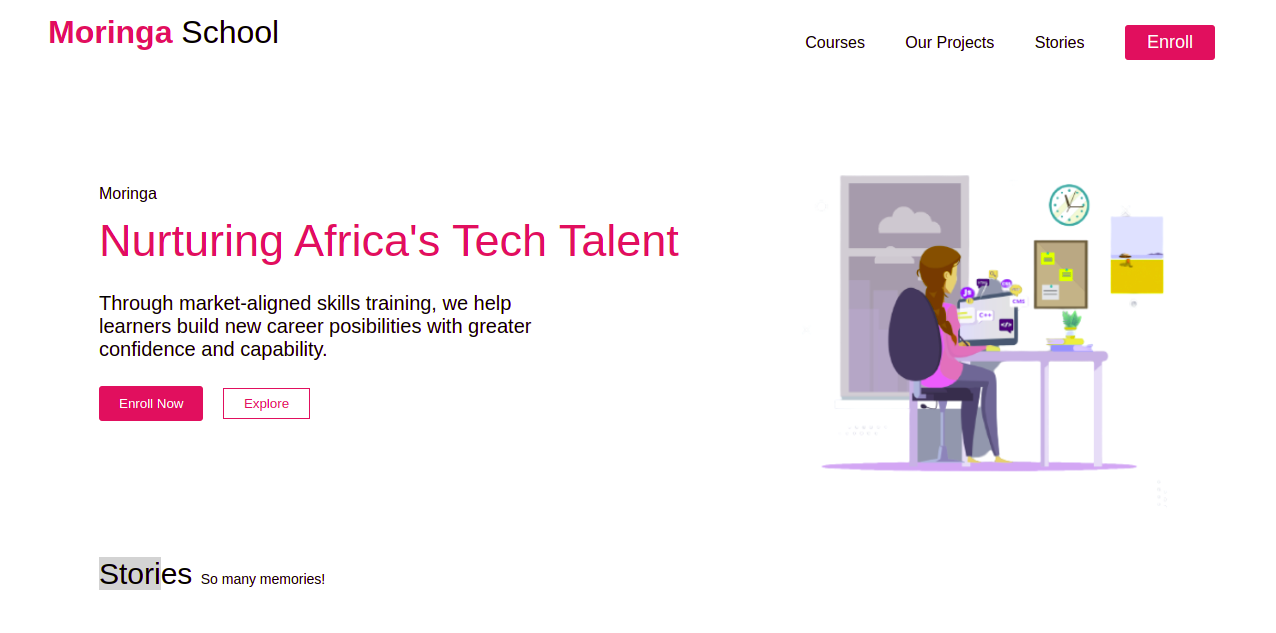 Moringa School
Courses
Our Projects
Stories
Enroll
Moringa
Nurturing Africa's Tech Talent
Through market-aligned skills training, we help
learners build new career posibilities with greater
confidence and capability.
Enroll Now
Explore
C++
CMS
</>
Stories So many memories!